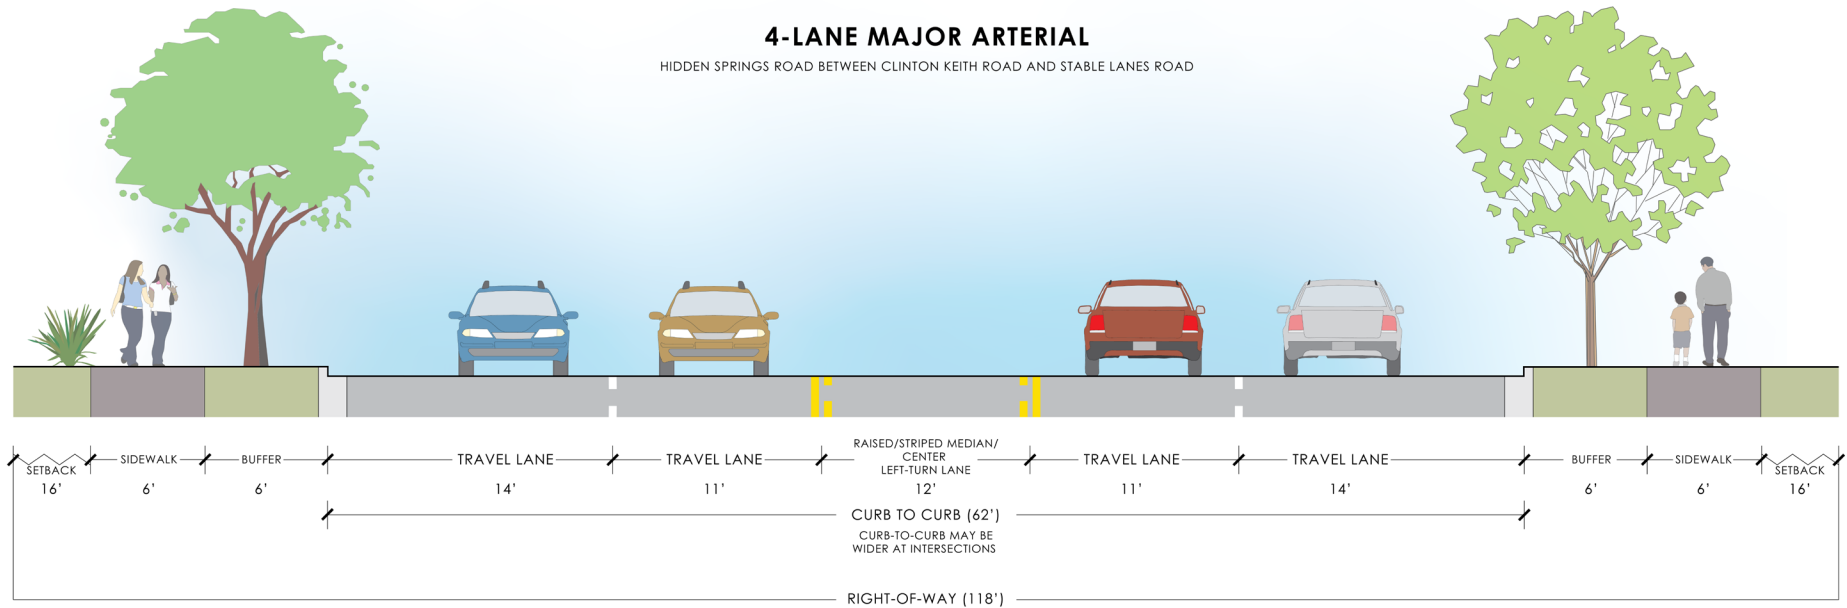 4-LANE MAJOR ARTERIAL
HIDDEN SPRINGS ROAD BETWEEN CLINTON KEITH ROAD AND STABLE LANES ROAD
SETBACK
16'
SIDEWALK
6'
BUFFER
6'
TRAVEL LANE
14'
TRAVEL LANE
11'
RAISED/STRIPED MEDIAN/
CENTER
LEFT-TURN LANE
12'
TRAVEL LANE
11'
TRAVEL LANE
14'
BUFFER
6'
SIDEWALK
6'
SETBACK
16'
CURB TO CURB (62')
CURB-TO-CURB MAY BE
WIDER AT INTERSECTIONS
RIGHT-OF-WAY (118')